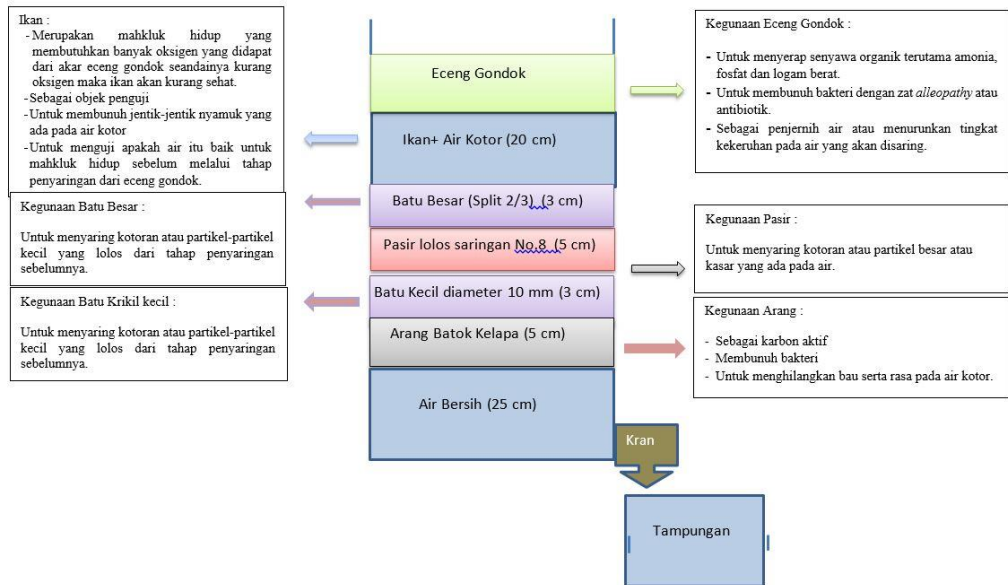 Ikan :
- Merupakan mahkluk hidup yang
membutuhkan banyak oksigen yang didapat
dari akar eceng gondok seandainya kurang
oksigen maka ikan akan kurang sehat.
- Sebagai objek penguji
- Untuk membunuh jentik-jentik nyamuk yang
ada pada air kotor
- Untuk menguji apakah air itu baik untuk
mahkluk hidup sebelum melalui tahap
penyaringan dari eceng gondok.
Kegunaan Batu Besar :
Untuk menyaring kotoran atau partikel-partikel
kecil yang lolos dari tahap penyaringan
sebelumnya.
Kegunaan Batu Krikil kecil :
Untuk menyaring kotoran atau partikel-partikel
kecil yang lolos dari tahap penyaringan
sebelumnya.
Eceng Gondok
Ikan+ Air Kotor (20 cm)
Batu Besar (Split 2/3) (3 cm)
Pasir lolos saringan No.8 (5 cm)
Batu Kecil diameter 10 mm (3 cm)
Arang Batok Kelapa (5 cm)
Air Bersih (25 cm)
Kran
Tampungan
Kegunaan Eceng Gondok :
- Untuk menyerap senyawa organik terutama amonia,
fosfat dan logam berat.
- Untuk membunuh bakteri dengan zat alleopathy atau
antibiotik.
- Sebagai penjernih air atau menurunkan tingkat
kekeruhan pada air yang akan disaring.
Kegunaan Pasir :
Untuk menyaring kotoran atau partikel besar atau
kasar yang ada pada air.
Kegunaan Arang :
- Sebagai karbon aktif
- Membunuh bakteri
- Untuk menghilangkan bau serta rasa pada air kotor.